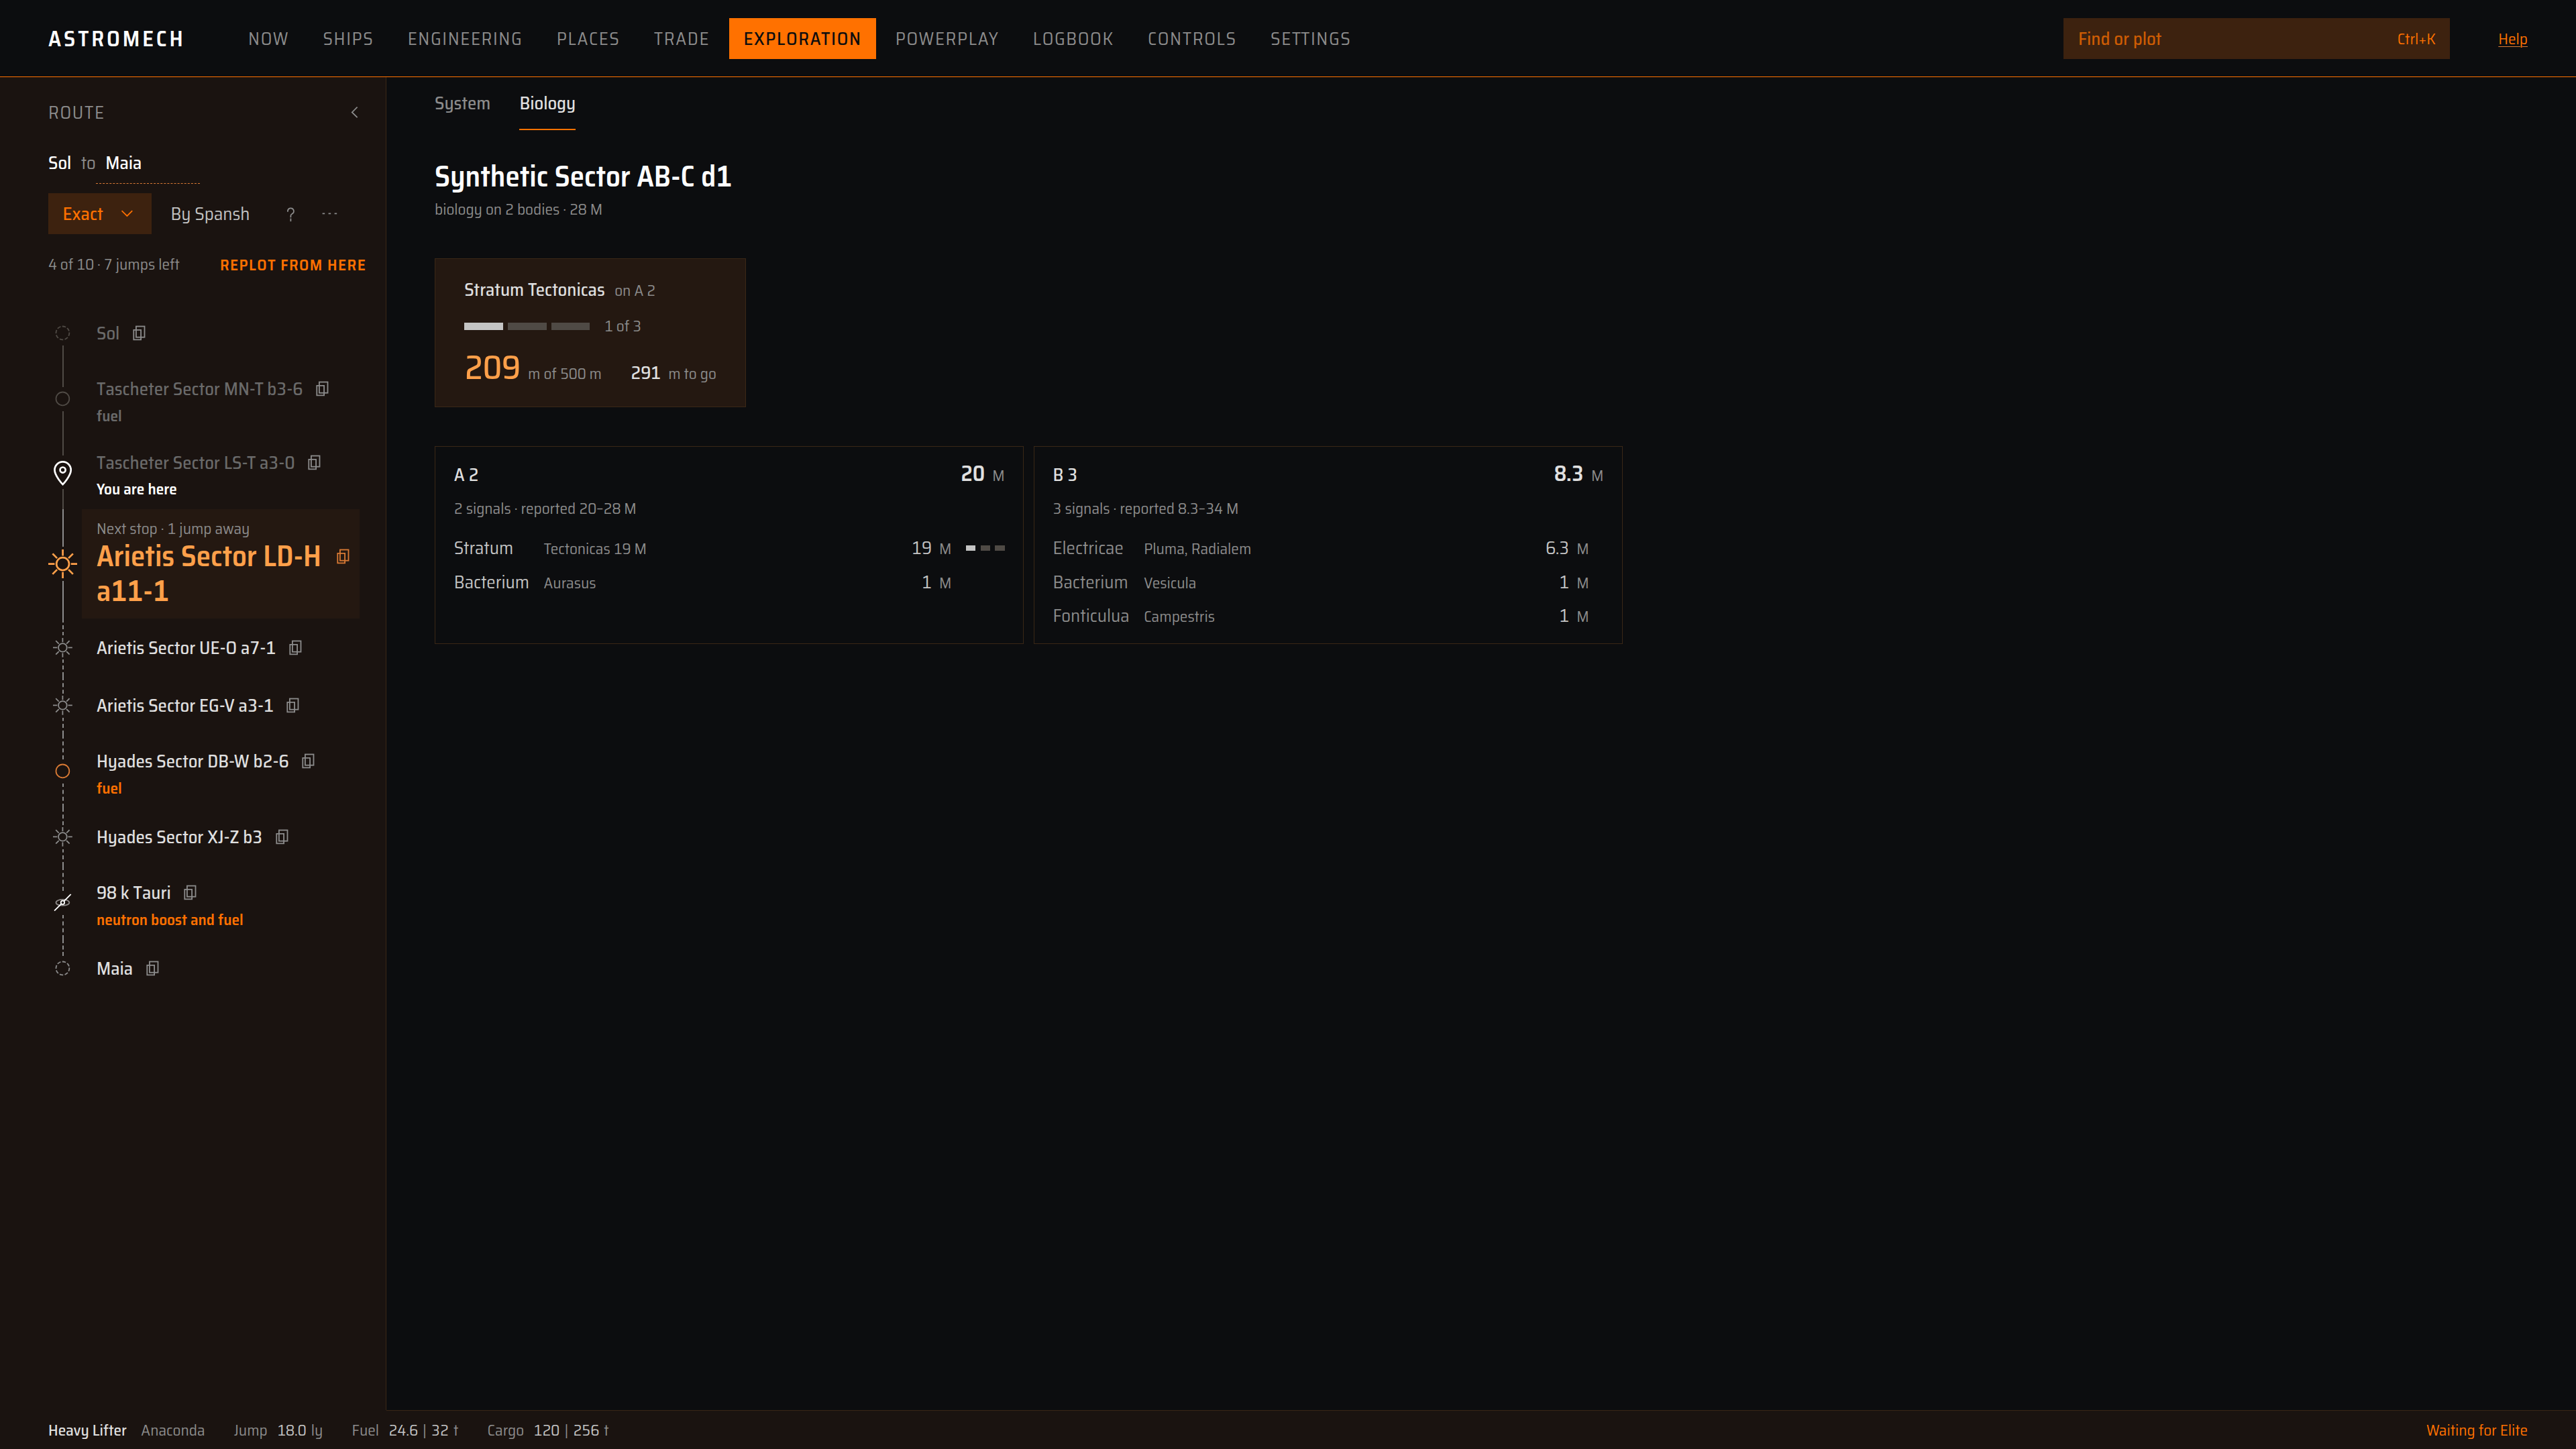 ASTROMECH NOW SHIPS ENGINEERING PLACES TRADE EXPLORATION POWERPLAY LOGBOOK CONTROLS SETTINGS Find or plot Ctrl+K Help
ROUTE
Sol to Maia
Exact By Spansh ? ···
4 of 10 · 7 jumps left REPLOT FROM HERE
Sol
Tascheter Sector MN-T b3-6
fuel
Tascheter Sector LS-T a3-0
You are here
Next stop · 1 jump away
Arietis Sector LD-H
a11-1
Arietis Sector UE-O a7-1
Arietis Sector EG-V a3-1
Hyades Sector DB-W b2-6
fuel
Hyades Sector XJ-Z b3
98 k Tauri
neutron boost and fuel
Maia
System Biology
Synthetic Sector AB-C d1
biology on 2 bodies · 28 M
Stratum Tectonicas on A 2
1 of 3
209 m of 500 m 291 m to go
A 2 20 M
2 signals · reported 20–28 M
Stratum Tectonicas 19 M 19 M
Bacterium Aurasus 1 M
B 3 8.3 M
3 signals · reported 8.3–34 M
Electricae Pluma, Radialem 6.3 M
Bacterium Vesicula 1 M
Fonticulua Campestris 1 M
Heavy Lifter Anaconda Jump 18.0 ly Fuel 24.6 | 32 t Cargo 120 | 256 t Waiting for Elite